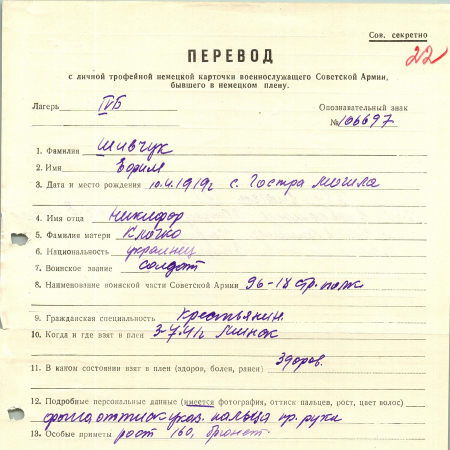 Сов. секретно
22
ПЕРЕВОД
с личной трофейной немецкой карточки военнослужащего Советской Армии,
бывшего в немецком плену.
Лагерь IVБ Опознавательный знак
№ 106697
1. Фамилия Шивчук
2. Имя Ефрим
3. Дата и место рождения 10.4.1919г с. Гостра Могила
4. Имя отца Никифор
5. Фамилия матери Клочко
6. Национальность украинец
7. Воинское звание солдат
8. Наименование воинской части Советской Армии 96-18 стр. полк
9. Гражданская специальность Крестьянин.
10. Когда и где взят в плен 3-7-41г Минск
11. В каком состоянии взят в плен (здоров, болен, ранен) Здоров.
12. Подробные персональные данные (имеется фотография, оттиск пальцев, рост, цвет волос)
оттиск указ. пальца пр. рука
13. Особые приметы рост 160, брюнет.